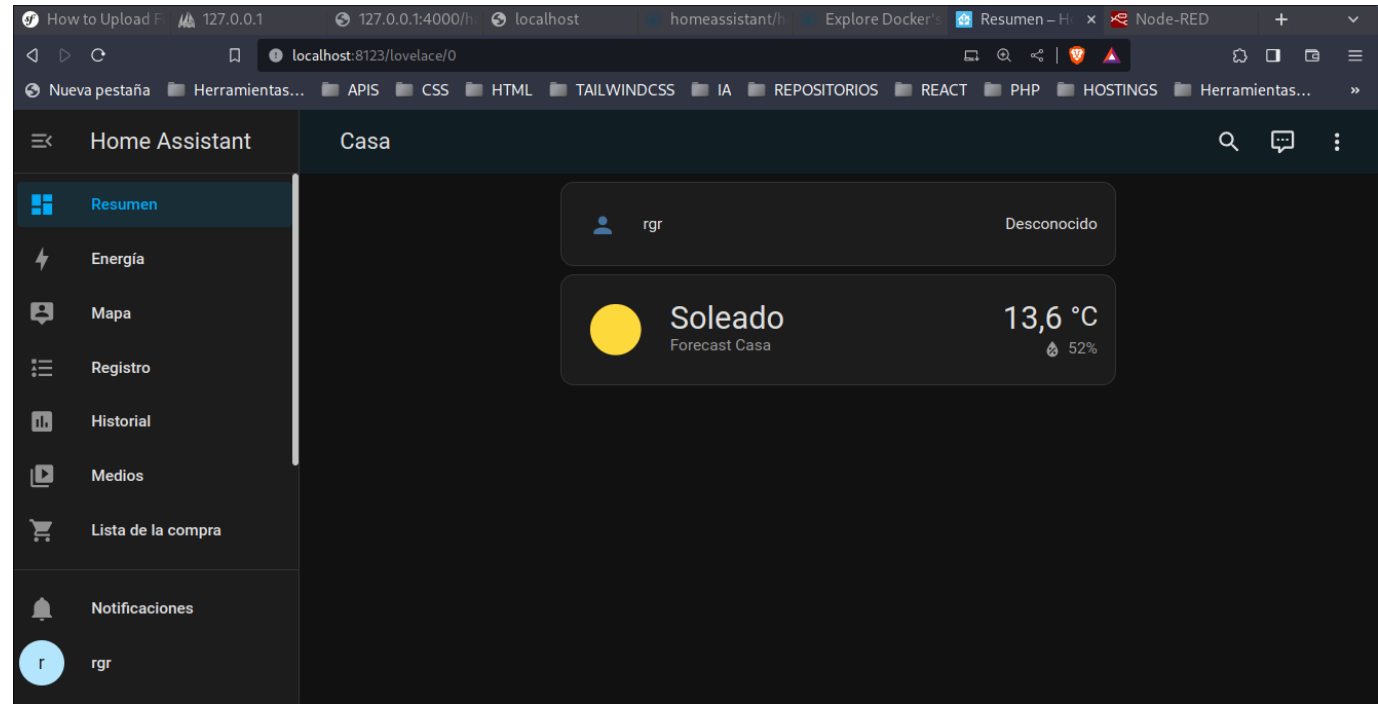 How to Upload Fi 127.0.0.1 127.0.0.1:4000/h localhost homeassistant/h Explore Docker's Resumen – H Node-RED
localhost:8123/lovelace/0
Nueva pestaña Herramientas... APIS CSS HTML TAILWINDCSS IA REPOSITORIOS REACT PHP HOSTINGS Herramientas... »
Home Assistant Casa
Resumen
rgr Desconocido
Energía
Mapa
Soleado 13,6 °C
Forecast Casa 52%
Registro
Historial
Medios
Lista de la compra
Notificaciones
r rgr